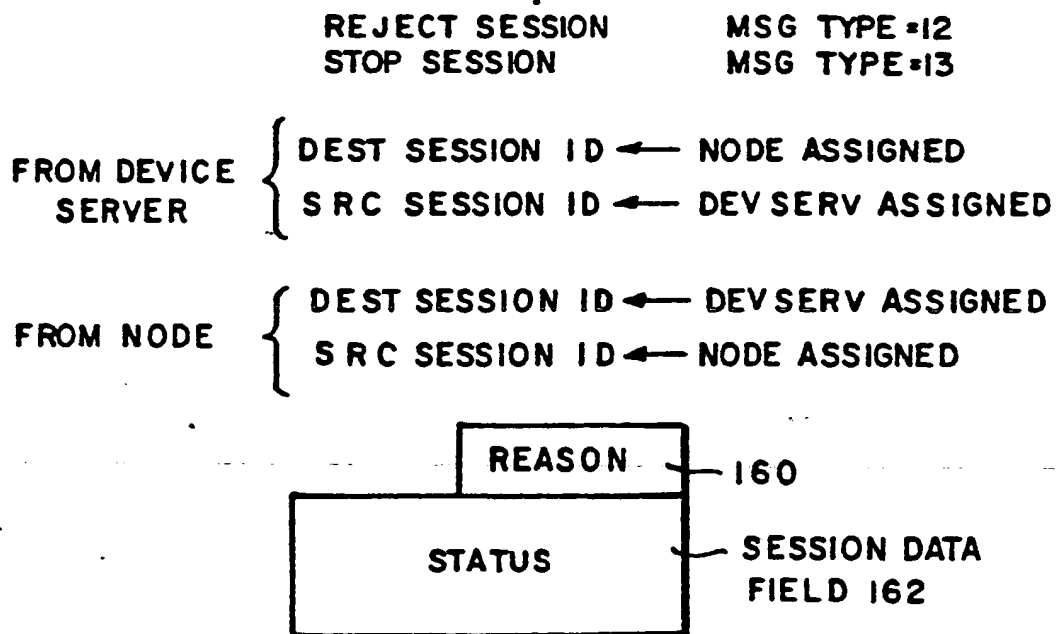 REJECT SESSION MSG TYPE=12
STOP SESSION MSG TYPE=13
FROM DEVICE SERVER
DEST SESSION ID ← NODE ASSIGNED
SRC SESSION ID ← DEV SERV ASSIGNED
FROM NODE
DEST SESSION ID ← DEV SERV ASSIGNED
SRC SESSION ID ← NODE ASSIGNED
REASON 160
STATUS
SESSION DATA
FIELD 162